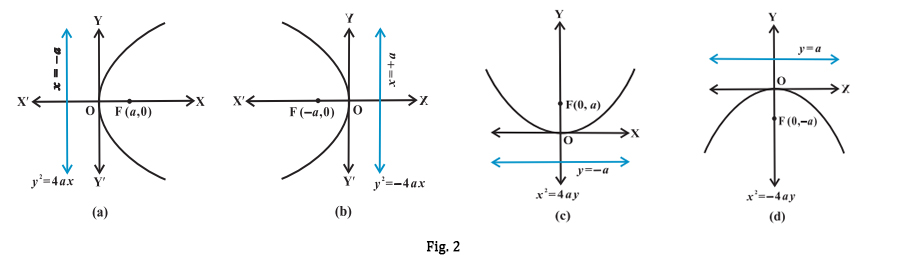 Y
x = -a
X′ O F (a,0) X
y²=4ax Y′
(a)
Y
x=+a
X′ F (-a,0) O X
Y′ y²=-4ax
(b)
Y
F(0, a)
O X
y=-a
x²=4ay
(c)
Y
y=a
O X
F (0,-a)
x²=-4ay
(d)
Fig. 2